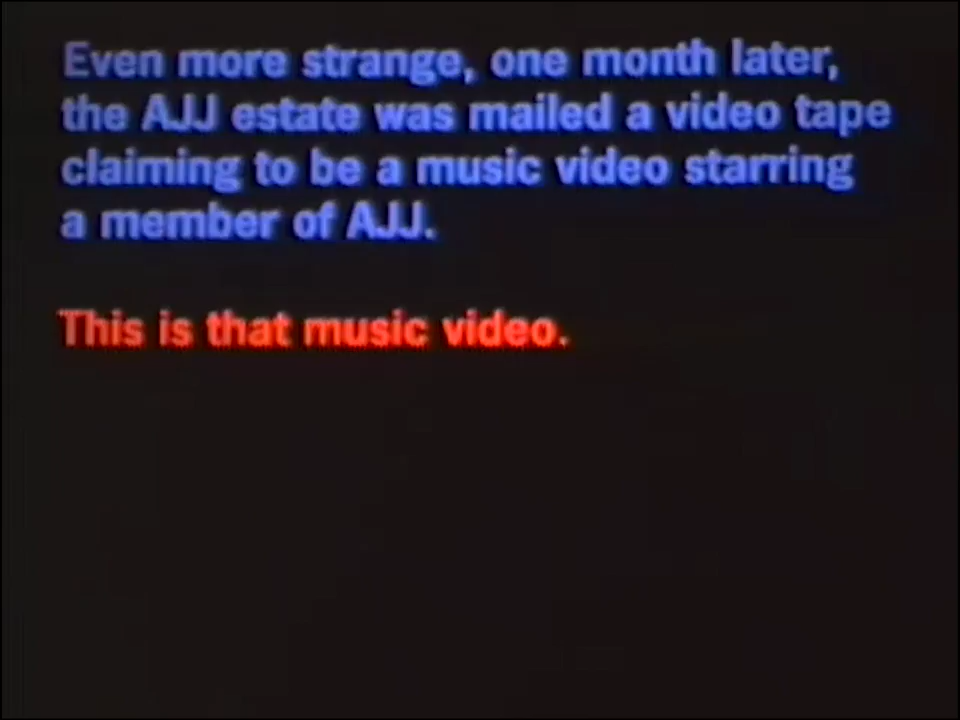 Even more strange, one month later,
the AJJ estate was mailed a video tape
claiming to be a music video starring
a member of AJJ.
This is that music video.